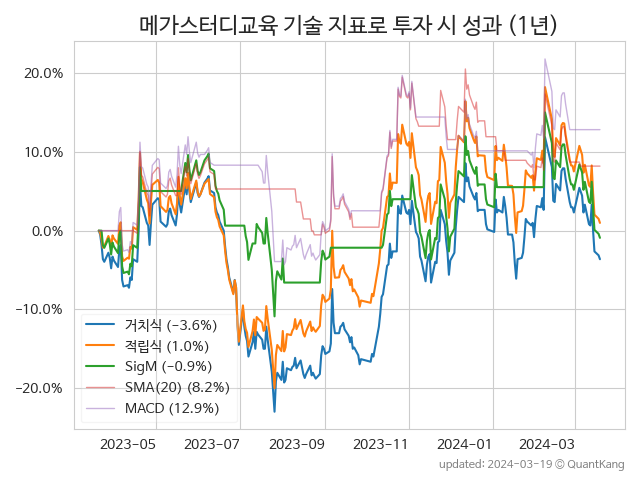 메가스터디교육 기술 지표로 투자 시 성과 (1년)
20.0%
10.0%
0.0%
−10.0%
−20.0%
거치식 (−3.6%)
적립식 (1.0%)
SigM (−0.9%)
SMA(20) (8.2%)
MACD (12.9%)
2023-05
2023-07
2023-09
2023-11
2024-01
2024-03
updated: 2024-03-19 ⓒ QuantKang